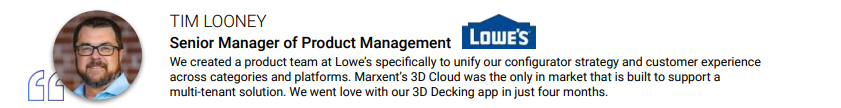 TIM LOONEY
Senior Manager of Product Management LOWE'S
We created a product team at Lowe's specifically to unify our configurator strategy and customer experience
across categories and platforms. Marxent's 3D Cloud was the only in market that is built to support a
multi-tenant solution. We went love with our 3D Decking app in just four months.